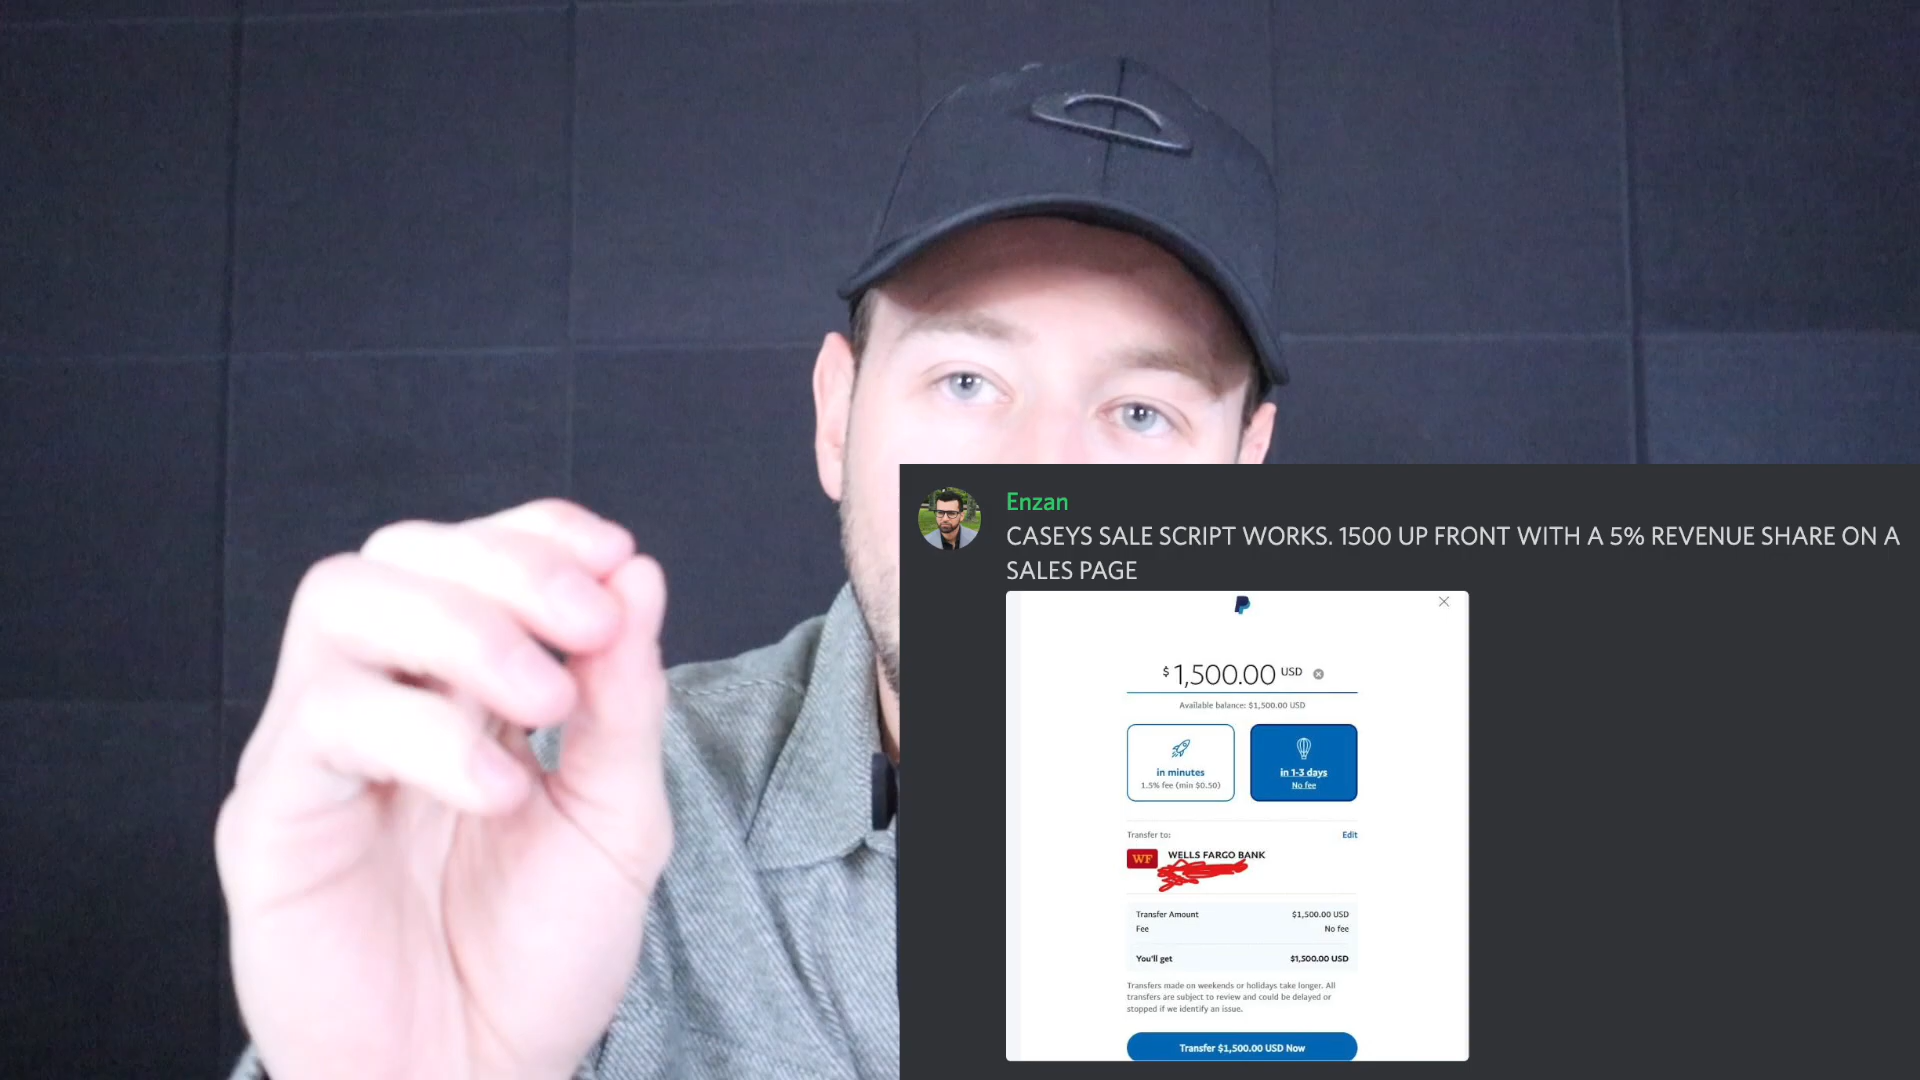 Enzan
CASEYS SALE SCRIPT WORKS. 1500 UP FRONT WITH A 5% REVENUE SHARE ON A
SALES PAGE
$ 1,500.00 USD
Available balance: $1,500.00 USD
in minutes
1.5% fee (min $0.50)
in 1-3 days
No fee
Transfer to:
Edit
WF
WELLS FARGO BANK
Transfer Amount $1,500.00 USD
Fee No fee
You'll get $1,500.00 USD
Transfers made on weekends or holidays take longer. All
transfers are subject to review and could be delayed or
stopped if we identify an issue.
Transfer $1,500.00 USD Now